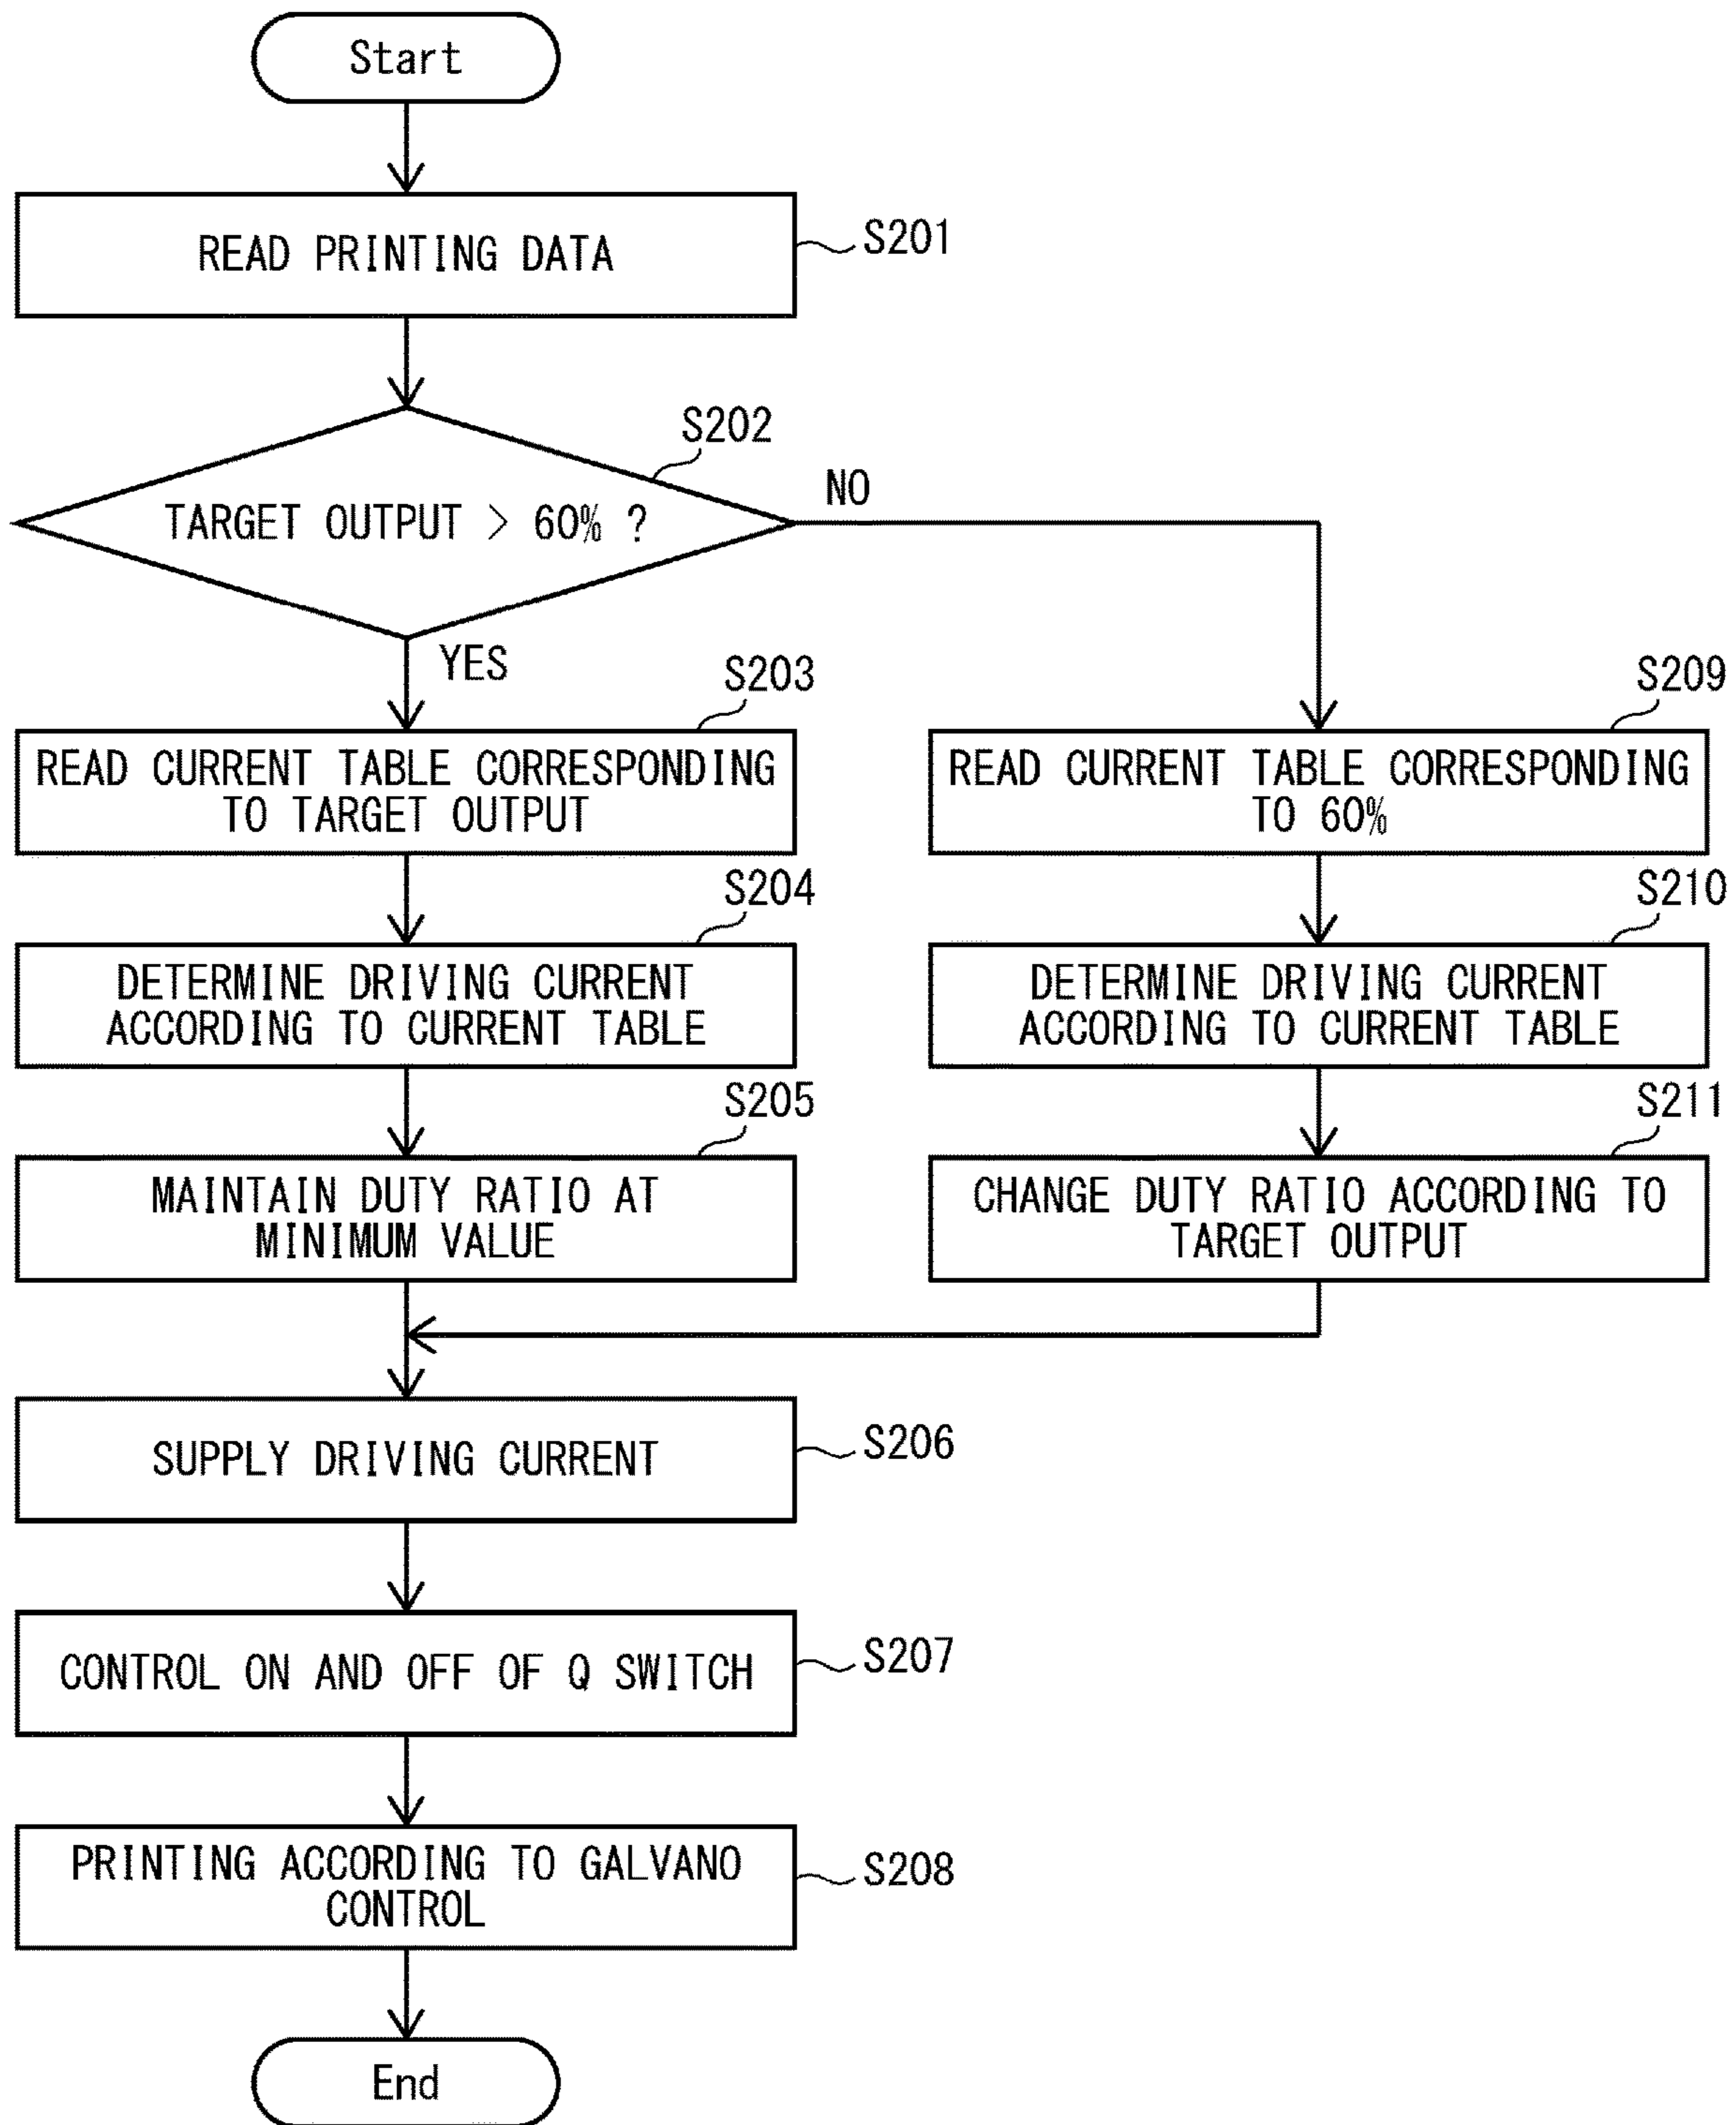 Start
READ PRINTING DATA
S201
S202
TARGET OUTPUT > 60% ?
NO
YES
S203
READ CURRENT TABLE CORRESPONDING
TO TARGET OUTPUT
S204
DETERMINE DRIVING CURRENT
ACCORDING TO CURRENT TABLE
S205
MAINTAIN DUTY RATIO AT
MINIMUM VALUE
S209
READ CURRENT TABLE CORRESPONDING
TO 60%
S210
DETERMINE DRIVING CURRENT
ACCORDING TO CURRENT TABLE
S211
CHANGE DUTY RATIO ACCORDING TO
TARGET OUTPUT
SUPPLY DRIVING CURRENT
S206
CONTROL ON AND OFF OF Q SWITCH
S207
PRINTING ACCORDING TO GALVANO
CONTROL
S208
End